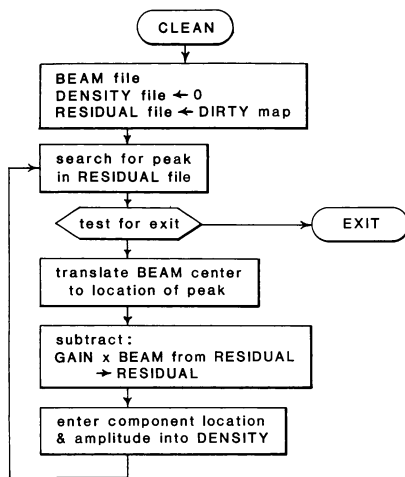 CLEAN
BEAM file
DENSITY file ← 0
RESIDUAL file ← DIRTY map
search for peak
in RESIDUAL file
test for exit
EXIT
translate BEAM center
to location of peak
subtract:
GAIN x BEAM from RESIDUAL
→ RESIDUAL
enter component location
& amplitude into DENSITY